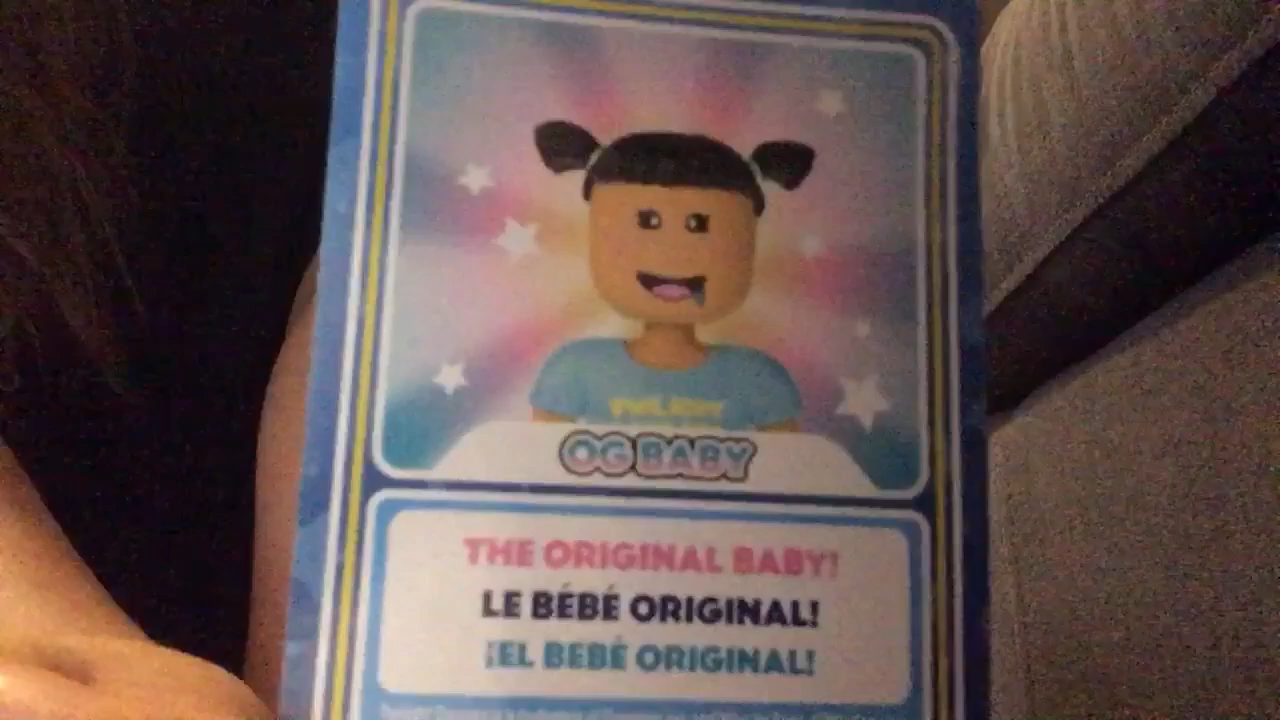 OG BABY
THE ORIGINAL BABY!
LE BÉBÉ ORIGINAL!
¡EL BEBÉ ORIGINAL!